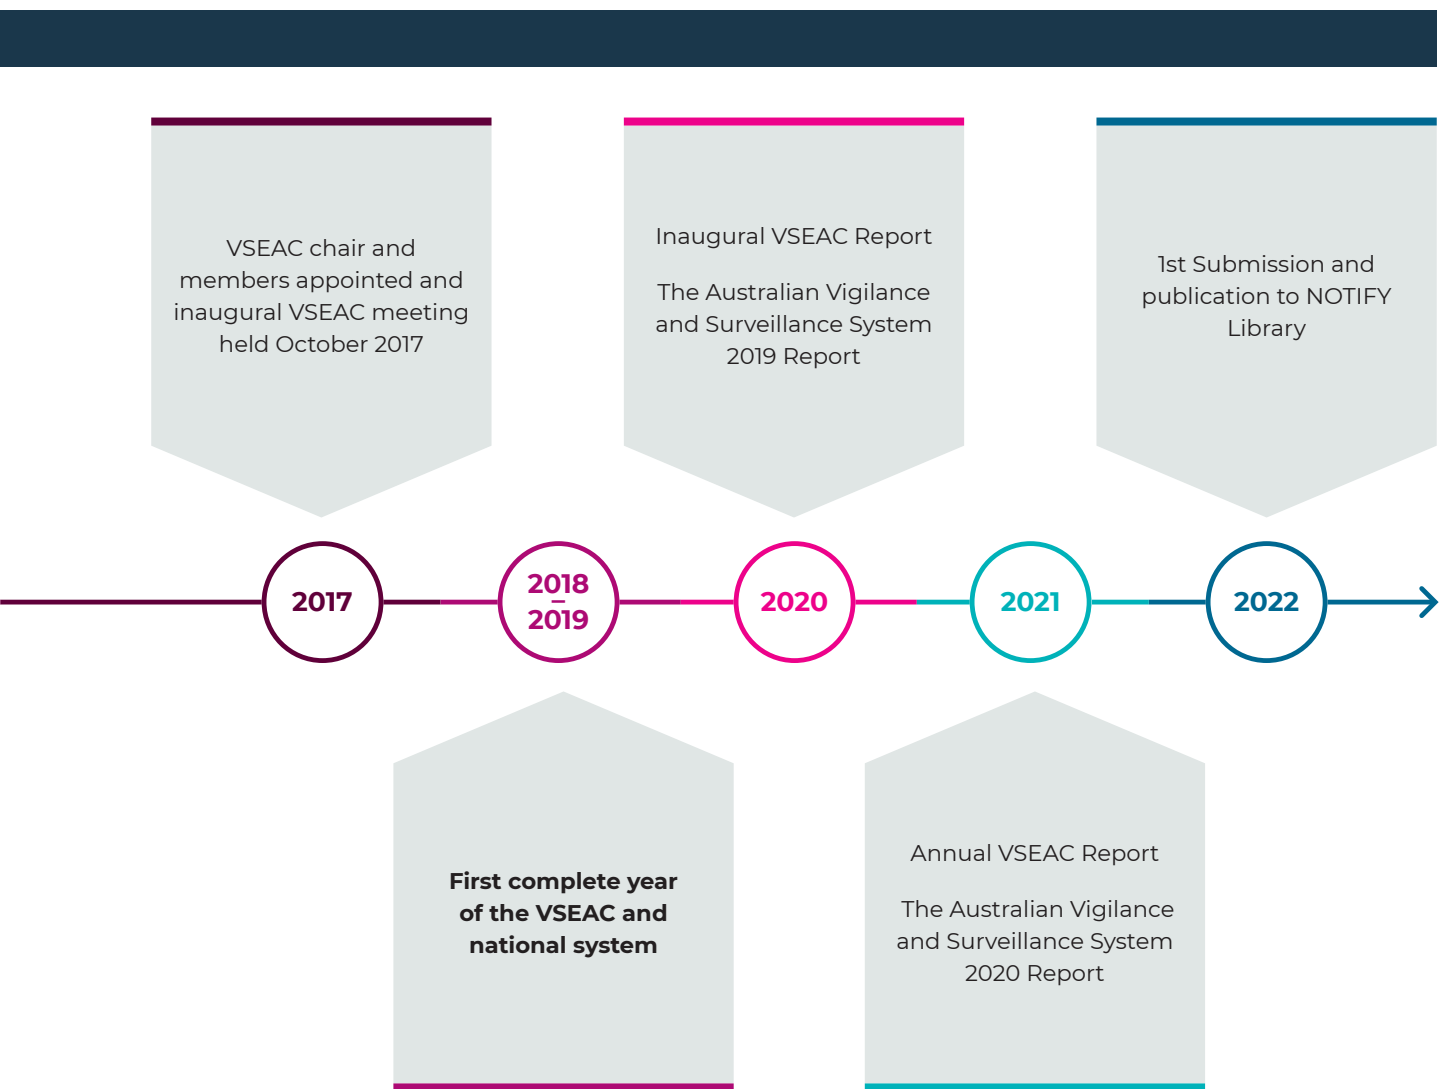 VSEAC chair and
members appointed and
inaugural VSEAC meeting
held October 2017
Inaugural VSEAC Report
The Australian Vigilance
and Surveillance System
2019 Report
1st Submission and
publication to NOTIFY
Library
2017
2018
–
2019
2020
2021
2022
First complete year
of the VSEAC and
national system
Annual VSEAC Report
The Australian Vigilance
and Surveillance System
2020 Report